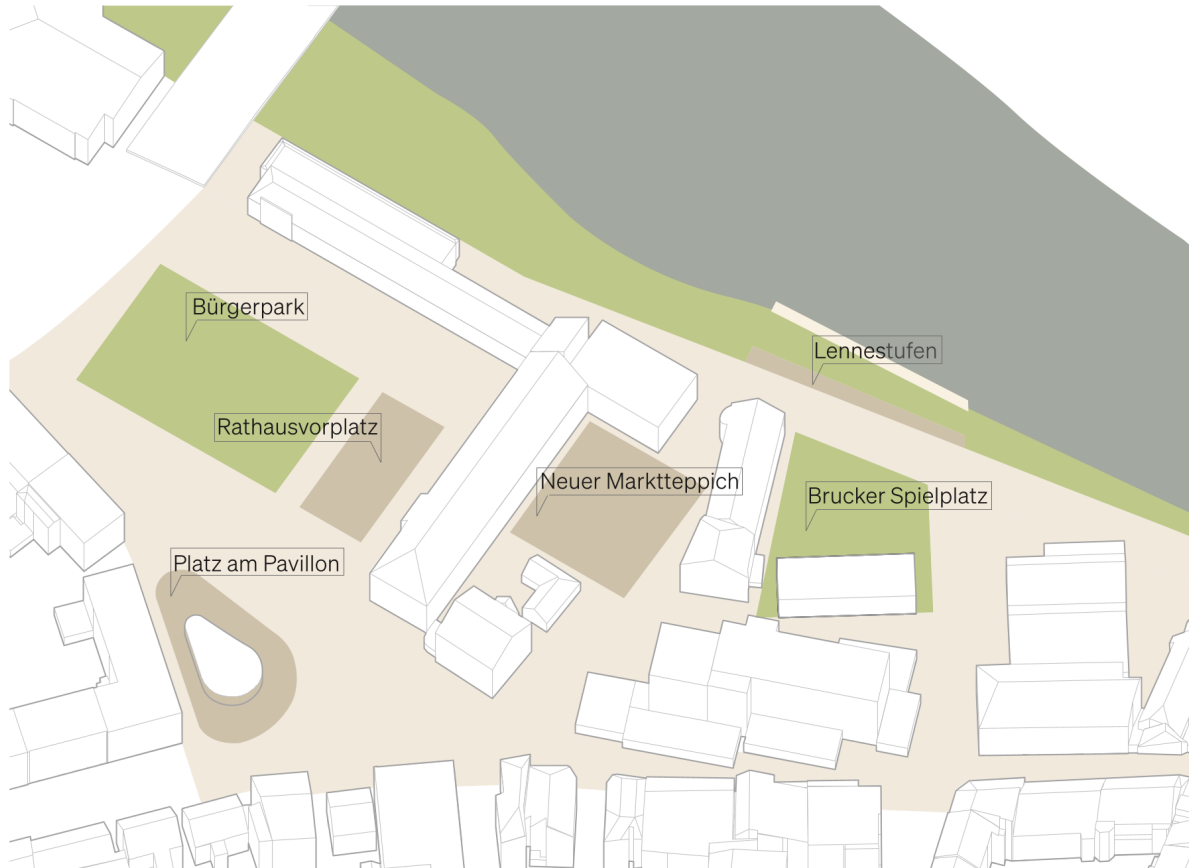 Bürgerpark
Lennestufen
Rathausvorplatz
Neuer Marktteppich
Brucker Spielplatz
Platz am Pavillon